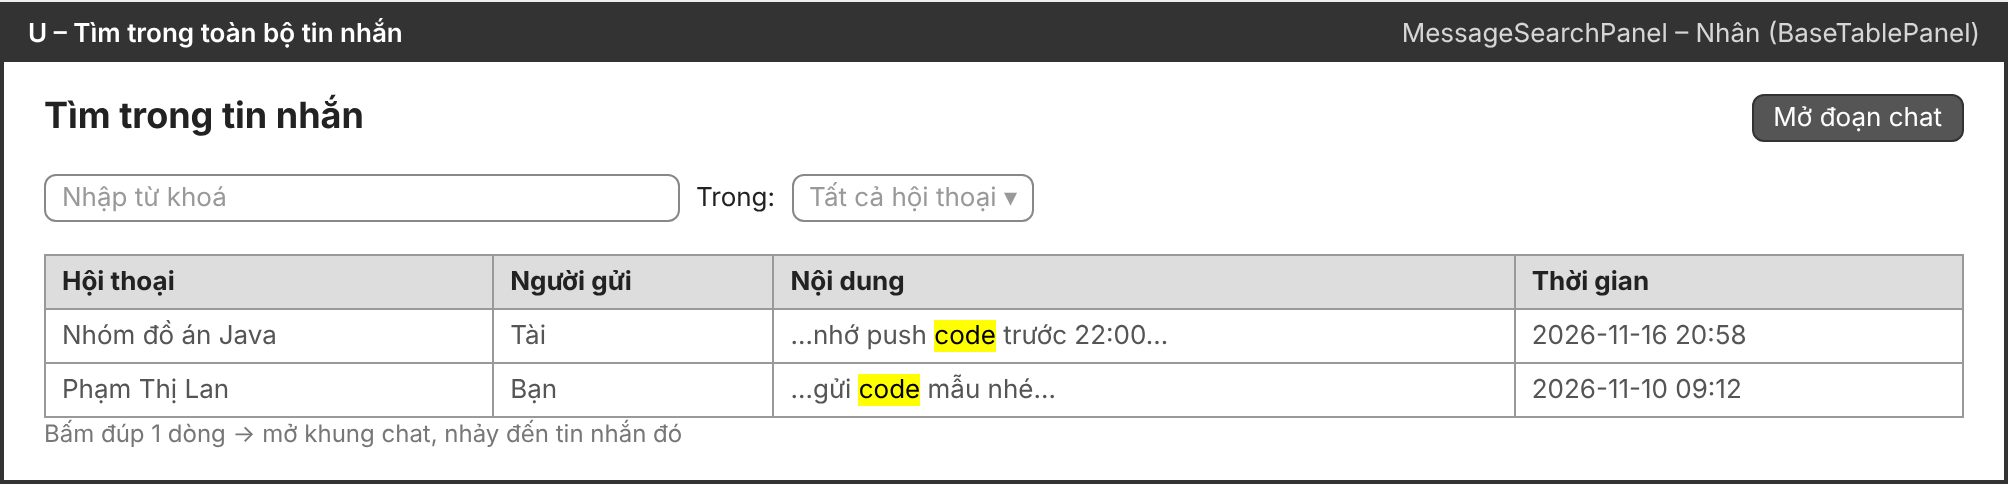 U – Tìm trong toàn bộ tin nhắn MessageSearchPanel – Nhân (BaseTablePanel)
Tìm trong tin nhắn Mở đoạn chat
Nhập từ khoá Trong: Tất cả hội thoại ▾
Hội thoại Người gửi Nội dung Thời gian
Nhóm đồ án Java Tài ...nhớ push code trước 22:00... 2026-11-16 20:58
Phạm Thị Lan Bạn ...gửi code mẫu nhé... 2026-11-10 09:12
Bấm đúp 1 dòng → mở khung chat, nhảy đến tin nhắn đó